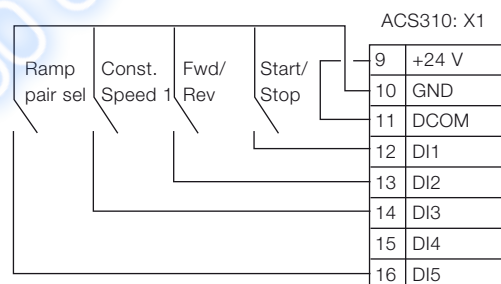 ACS310: X1
Ramp pair sel
Const. Speed 1
Fwd/ Rev
Start/ Stop
9 +24 V
10 GND
11 DCOM
12 DI1
13 DI2
14 DI3
15 DI4
16 DI5